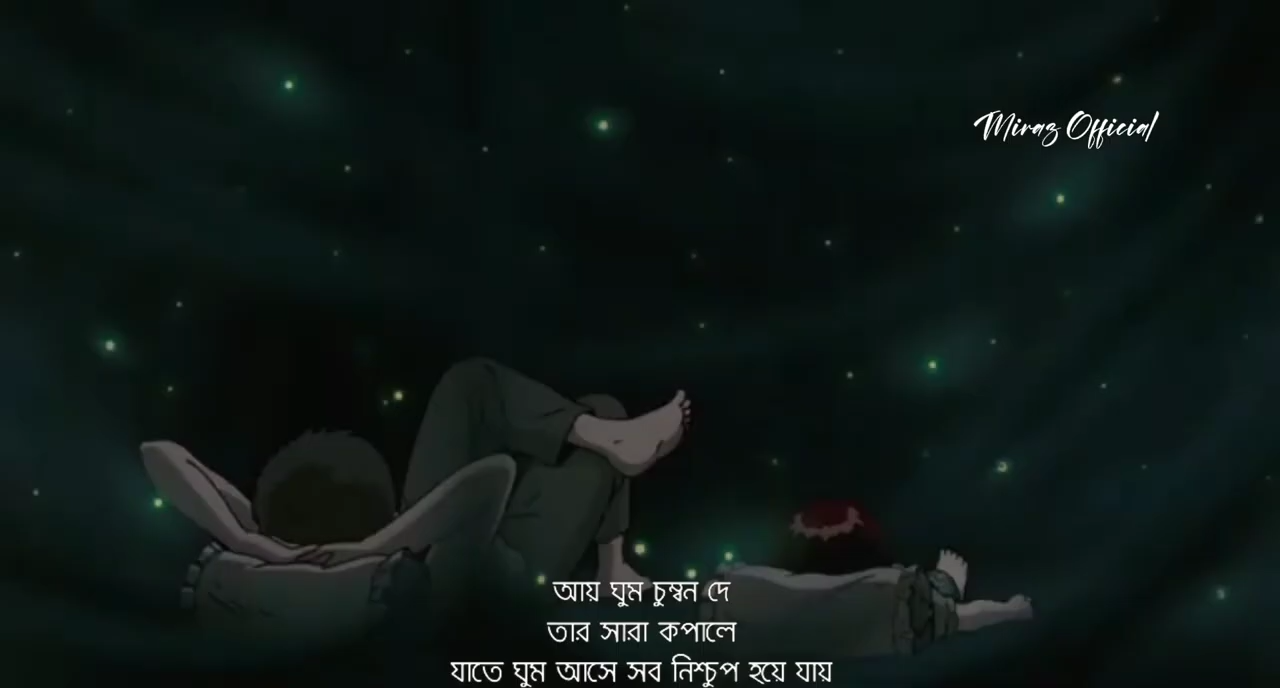 Miraz Official
আয় ঘুম চুম্বন দে
তার সারা কপালে
যাতে ঘুম আসে সব নিশ্চুপ হয়ে যায়